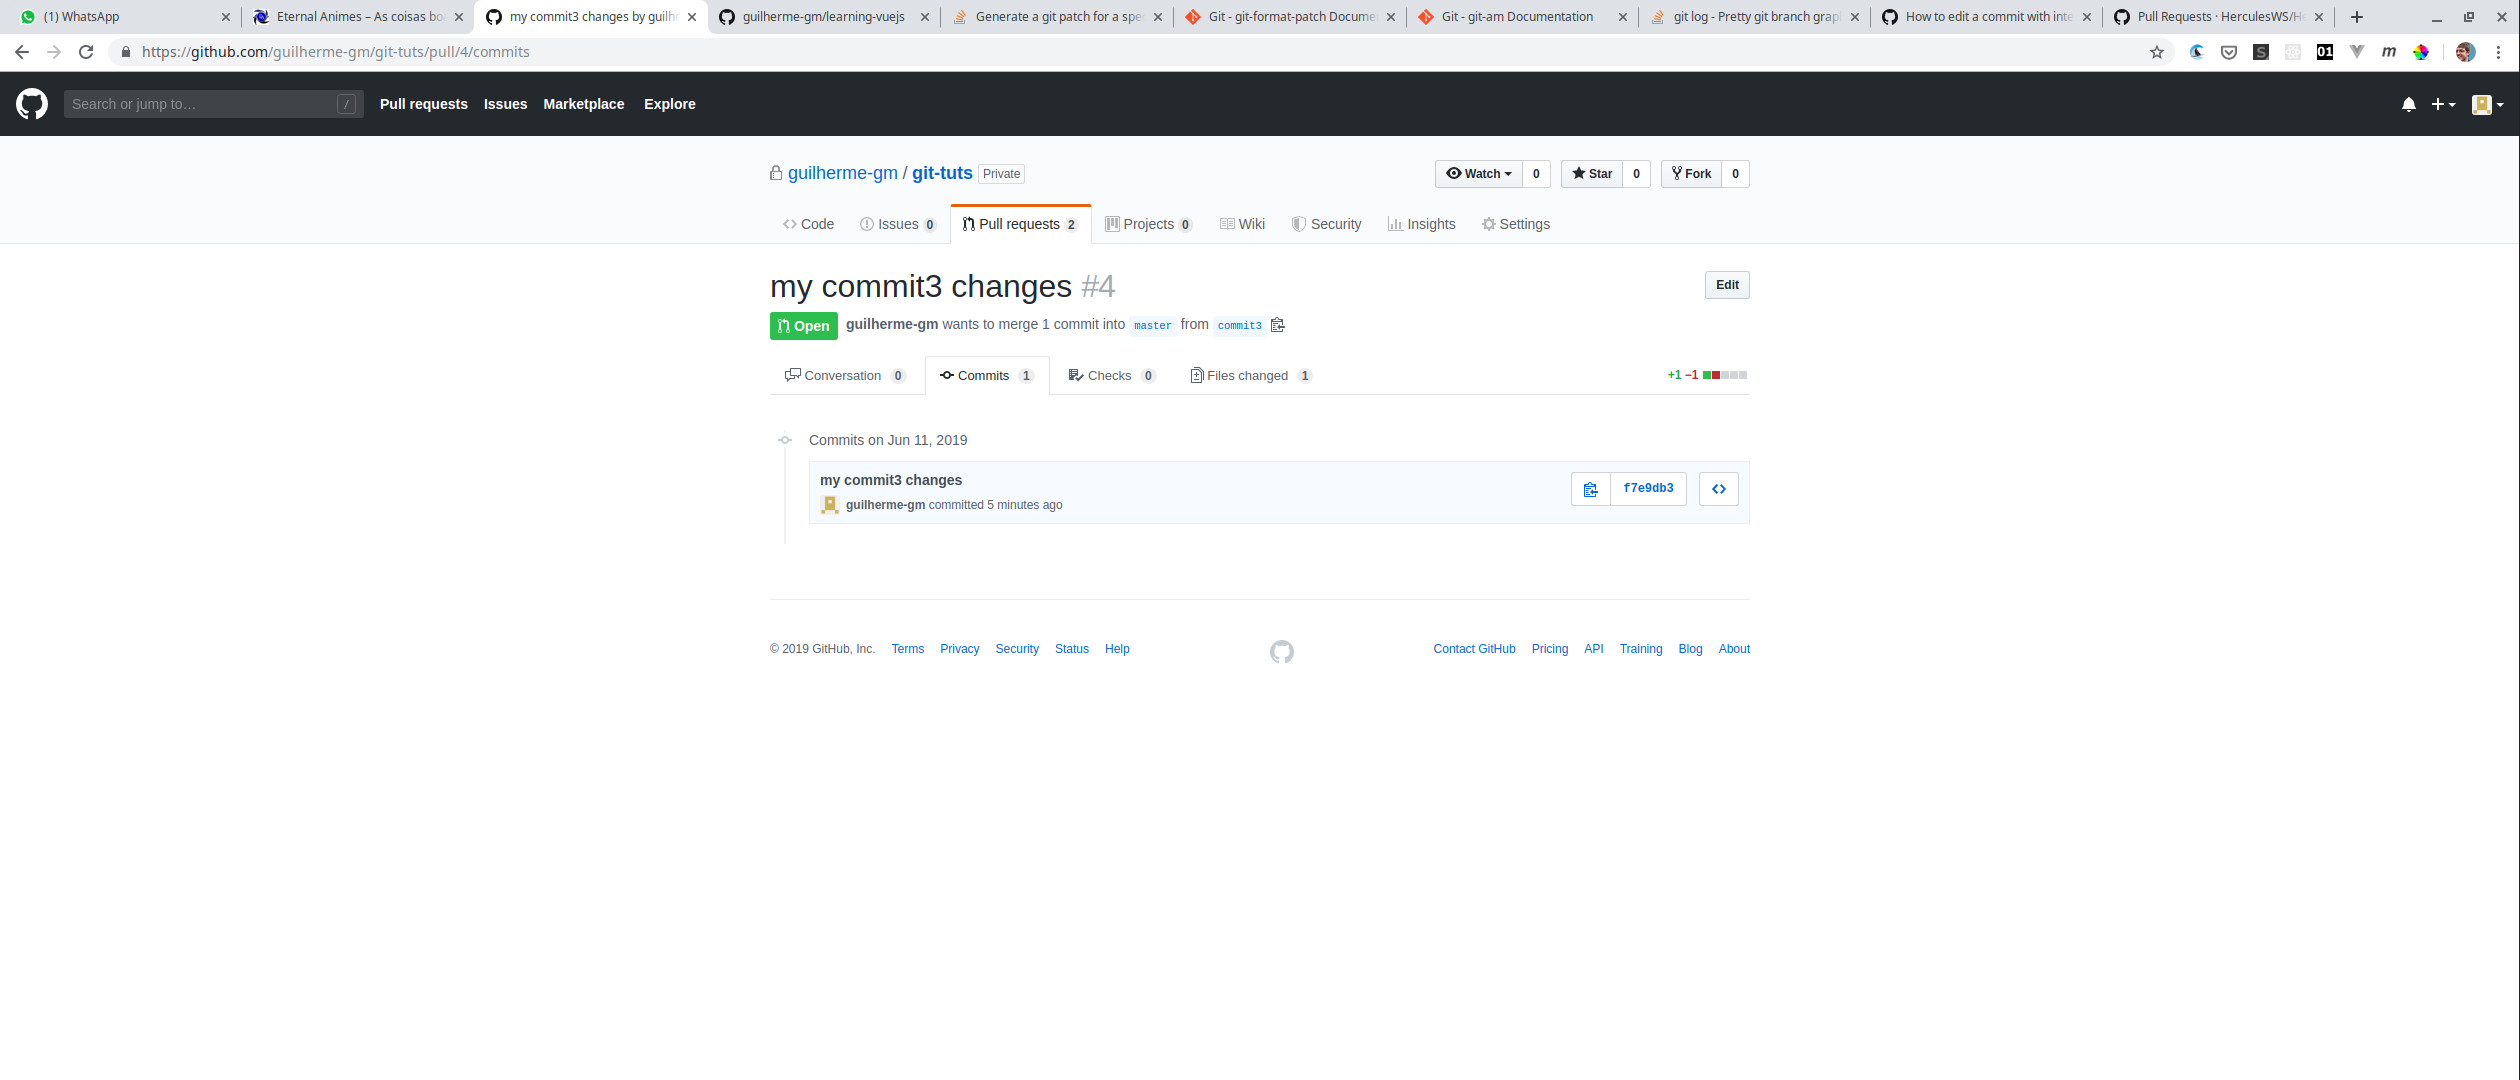 (1) WhatsApp
Eternal Animes – As coisas bo
my commit3 changes by guilhe
guilherme-gm/learning-vuejs
Generate a git patch for a spe
Git - git-format-patch Docume
Git - git-am Documentation
git log - Pretty git branch grap
How to edit a commit with inte
Pull Requests · HerculesWS/He
https://github.com/guilherme-gm/git-tuts/pull/4/commits
S
01
m
Search or jump to… /
Pull requests Issues Marketplace Explore
guilherme-gm / git-tuts Private
Watch 0 Star 0 Fork 0
Code Issues 0 Pull requests 2 Projects 0 Wiki Security Insights Settings
my commit3 changes #4
Edit
Open guilherme-gm wants to merge 1 commit into master from commit3
Conversation 0 Commits 1 Checks 0 Files changed 1 +1 −1
Commits on Jun 11, 2019
my commit3 changes
guilherme-gm committed 5 minutes ago
f7e9db3
© 2019 GitHub, Inc. Terms Privacy Security Status Help
Contact GitHub Pricing API Training Blog About